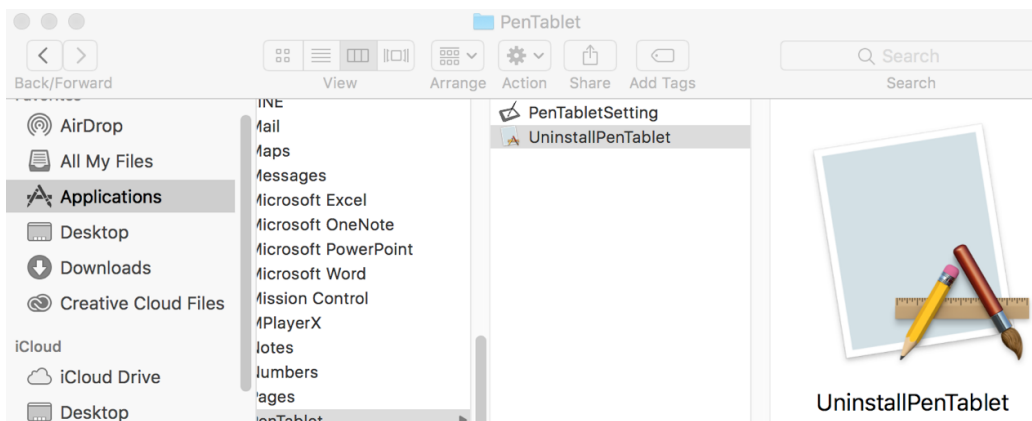 PenTablet
Back/Forward
View
Arrange
Action
Share
Add Tags
Search
Search
AirDrop
All My Files
Applications
Desktop
Downloads
Creative Cloud Files
iCloud
iCloud Drive
Desktop
INE
Mail
Maps
Messages
Microsoft Excel
Microsoft OneNote
Microsoft PowerPoint
Microsoft Word
Mission Control
MPlayerX
Notes
Numbers
Pages
PenTablet
PenTabletSetting
UninstallPenTablet
UninstallPenTablet